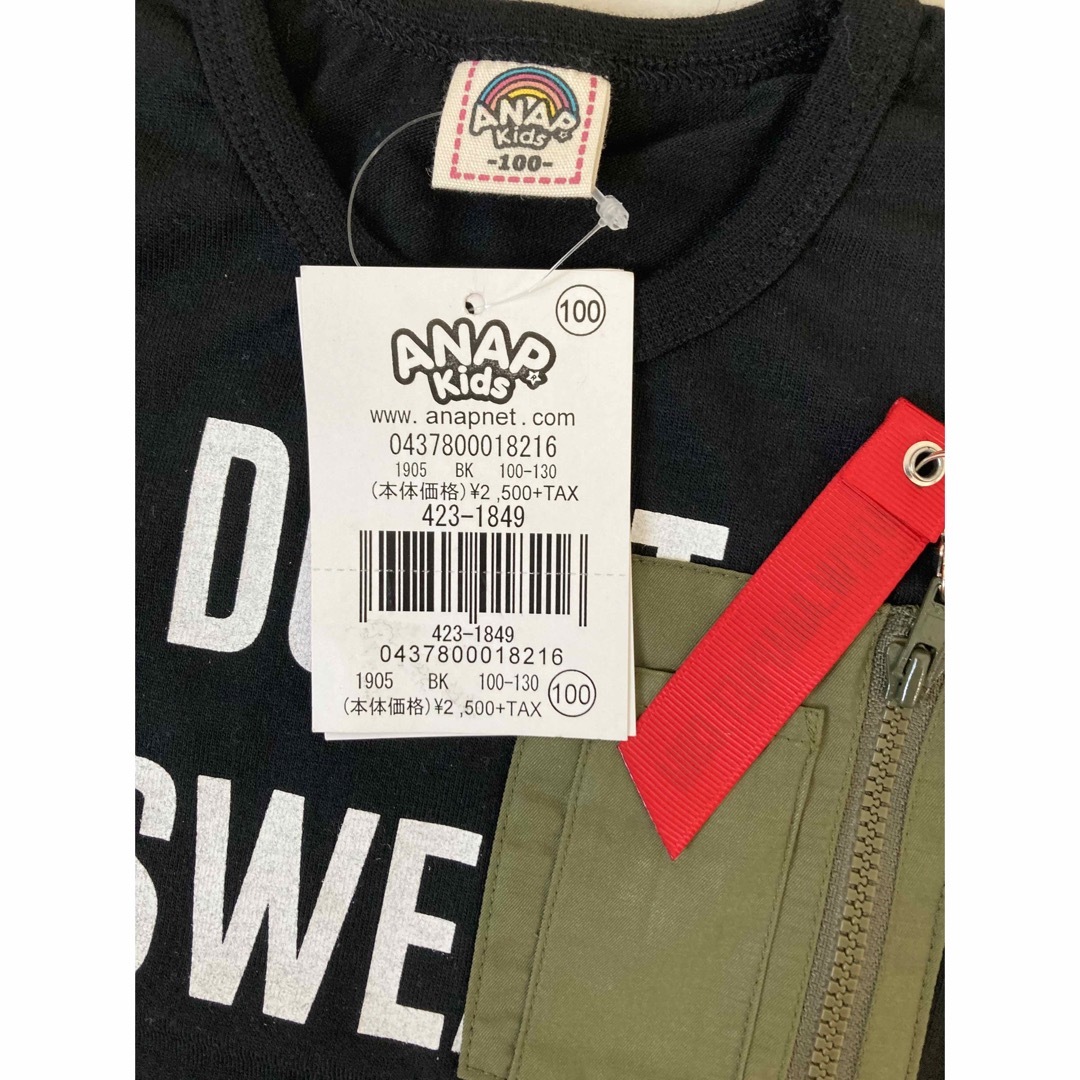 ANAP
Kids
-100-
100
ANAP
Kids
www. anapnet.com
0437800018216
1905 BK 100-130
(本体価格)¥2 ,500+TAX
423-1849
423-1849
0437800018216
1905 BK 100-130
100
(本体価格)¥2 ,500+TAX